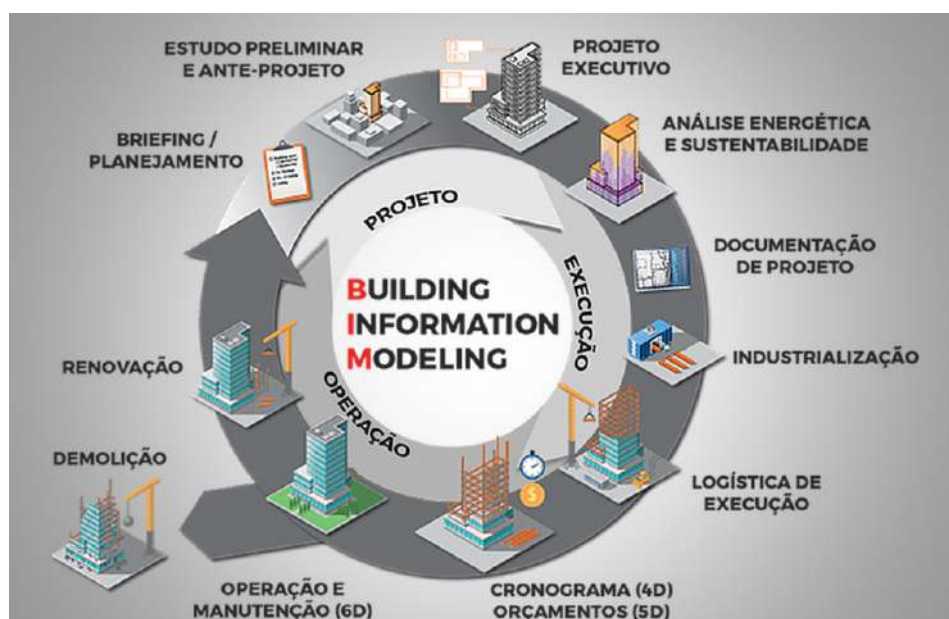 ESTUDO PRELIMINAR
E ANTE-PROJETO
PROJETO
EXECUTIVO
BRIEFING /
PLANEJAMENTO
ANÁLISE ENERGÉTICA
E SUSTENTABILIDADE
PROJETO
DOCUMENTAÇÃO
DE PROJETO
BUILDING
INFORMATION
MODELING
EXECUÇÃO
INDUSTRIALIZAÇÃO
RENOVAÇÃO
OPERAÇÃO
DEMOLIÇÃO
$
LOGÍSTICA DE
EXECUÇÃO
OPERAÇÃO E
MANUTENÇÃO (6D)
CRONOGRAMA (4D)
ORÇAMENTOS (5D)